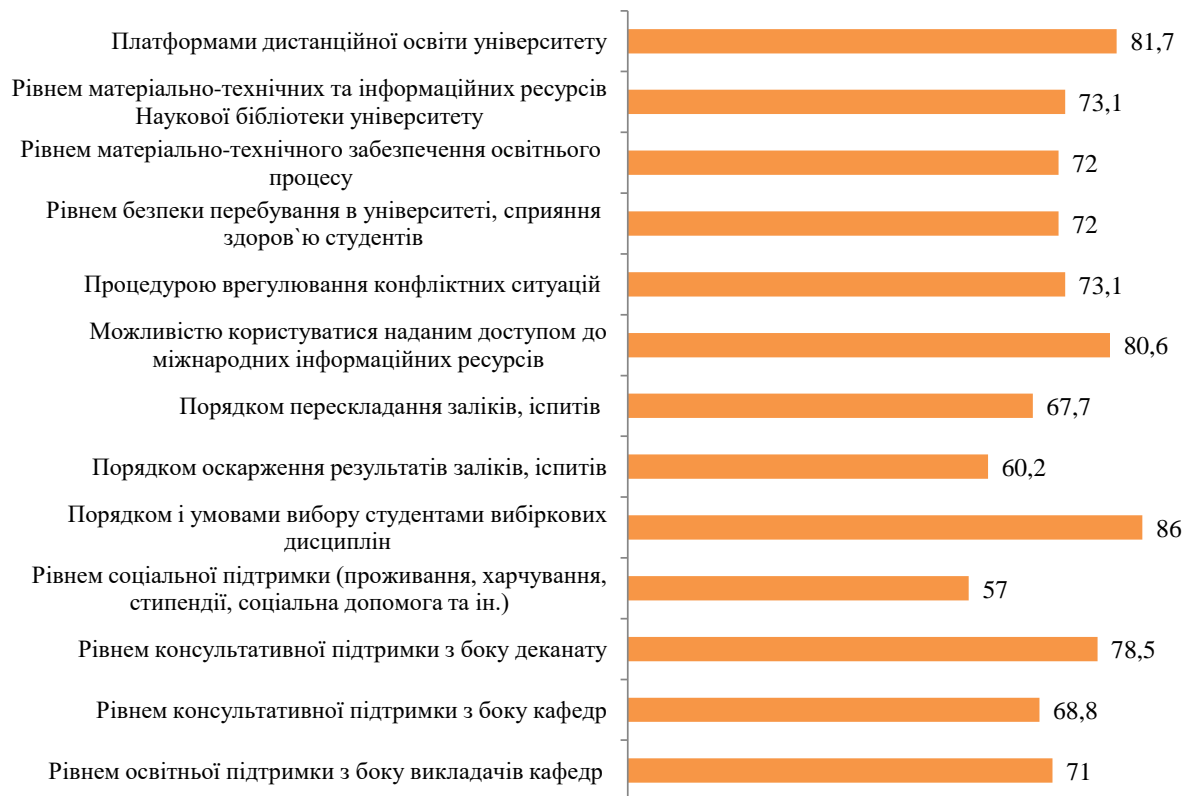 Платформами дистанційної освіти університету
81,7
Рівнем матеріально-технічних та інформаційних ресурсів
Наукової бібліотеки університету
73,1
Рівнем матеріально-технічного забезпечення освітнього
процесу
72
Рівнем безпеки перебування в університеті, сприяння
здоров`ю студентів
72
Процедурою врегулювання конфліктних ситуацій
73,1
Можливістю користуватися наданим доступом до
міжнародних інформаційних ресурсів
80,6
Порядком перескладання заліків, іспитів
67,7
Порядком оскарження результатів заліків, іспитів
60,2
Порядком і умовами вибору студентами вибіркових
дисциплін
86
Рівнем соціальної підтримки (проживання, харчування,
стипендії, соціальна допомога та ін.)
57
Рівнем консультативної підтримки з боку деканату
78,5
Рівнем консультативної підтримки з боку кафедр
68,8
Рівнем освітньої підтримки з боку викладачів кафедр
71